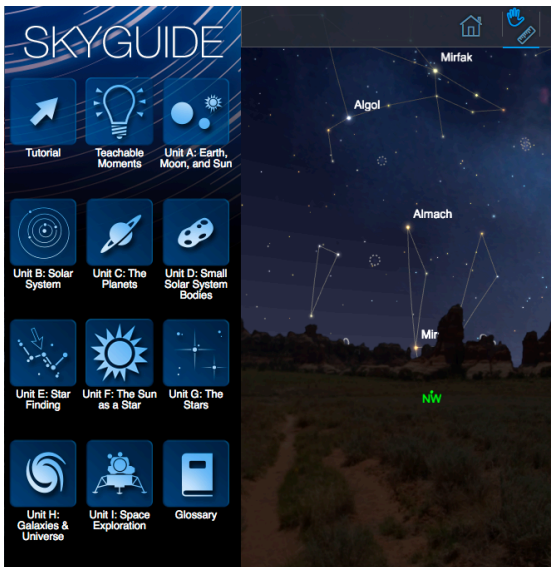 SKYGUIDE
Tutorial
Teachable
Moments
Unit A: Earth,
Moon, and Sun
Unit B: Solar
System
Unit C: The
Planets
Unit D: Small
Solar System
Bodies
Unit E: Star
Finding
Unit F: The Sun
as a Star
Unit G: The
Stars
Unit H:
Galaxies &
Universe
Unit I: Space
Exploration
Glossary
Mirfak
Algol
Almach
Mir
NW